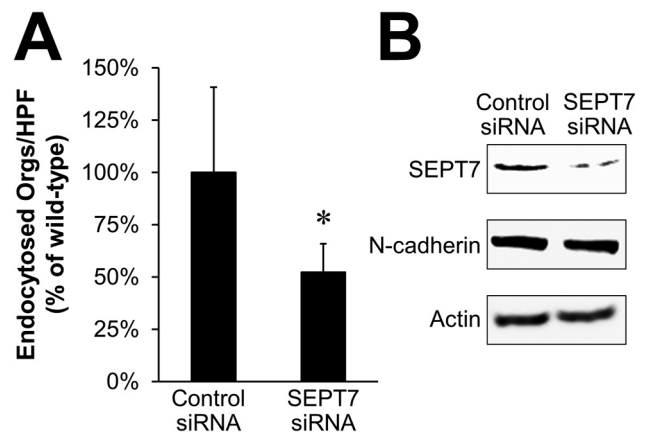 A
Endocytosed Orgs/HPF
(% of wild-type)
150%
125%
100%
75%
50%
25%
0%
*
Control
siRNA
SEPT7
siRNA
B
Control
siRNA
SEPT7
siRNA
SEPT7
N-cadherin
Actin